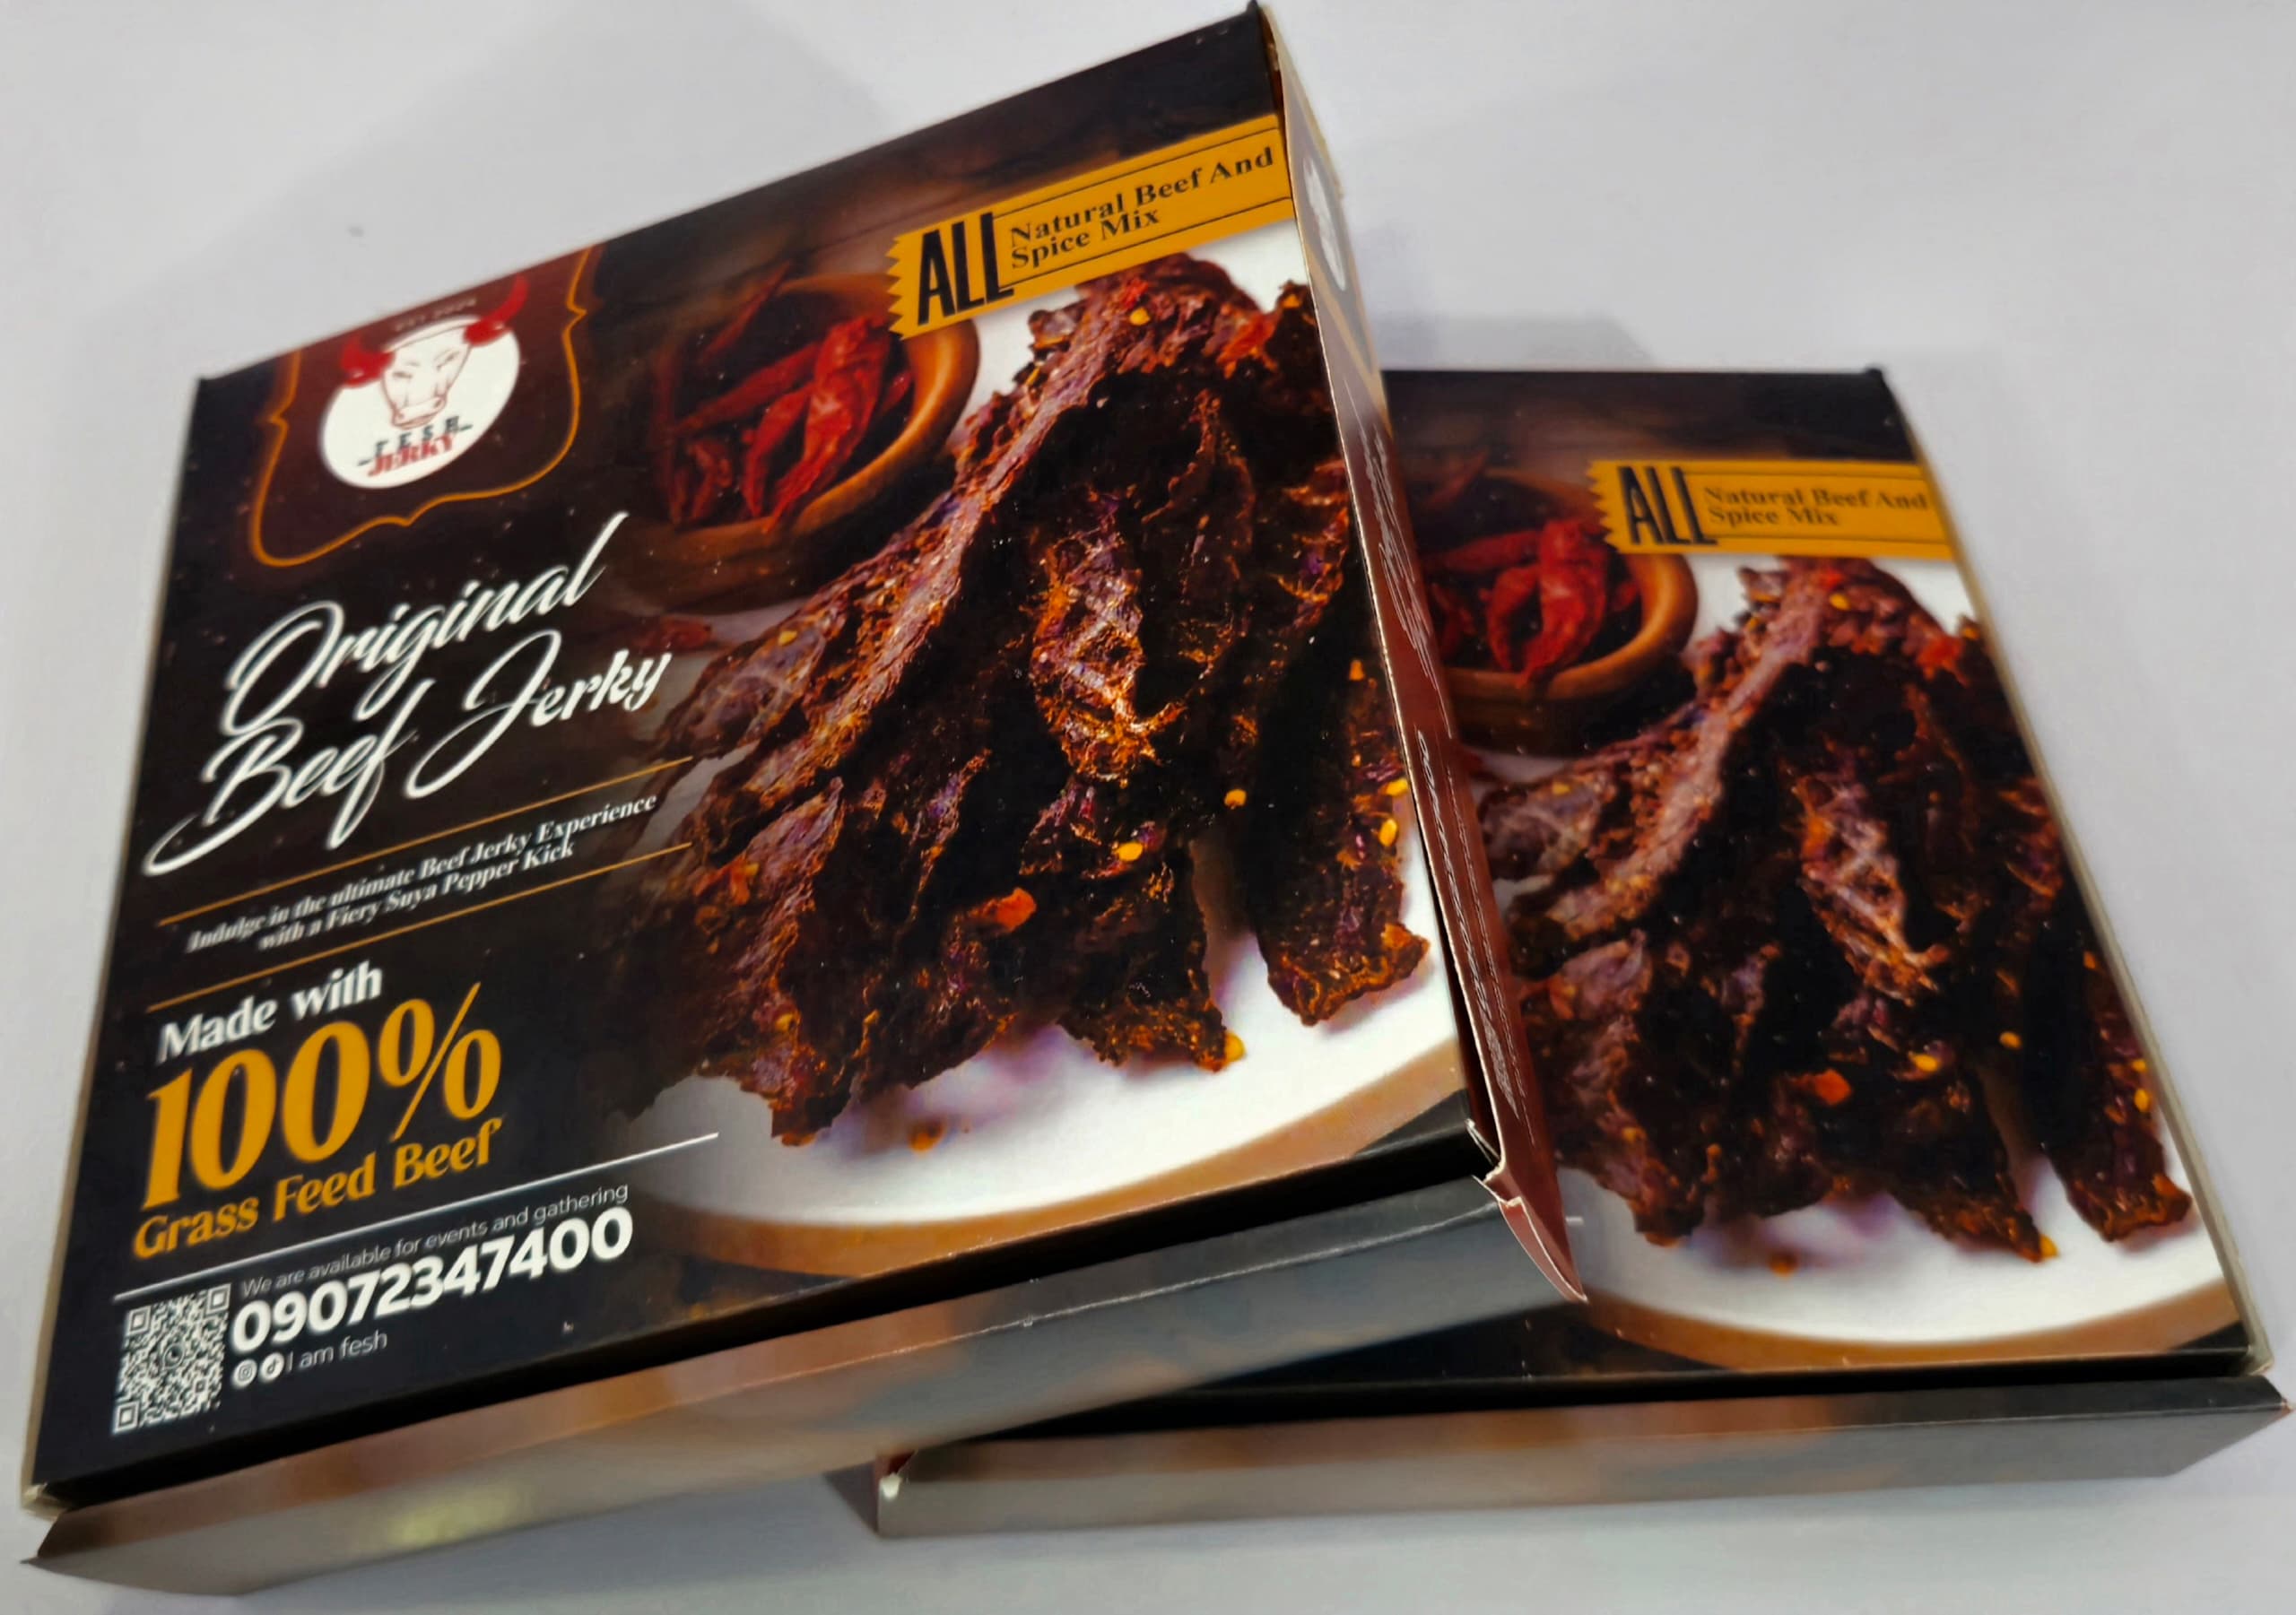 FESH
JERKY
ALL
Natural Beef And
Spice Mix
Original
Beef Jerky
Indulge in the ultimate Beef Jerky Experience
with a Fiery Suya Pepper Kick
Made with
100%
Grass Feed Beef
We are available for events and gathering
09072347400
I am fesh
ALL
Natural Beef And
Spice Mix